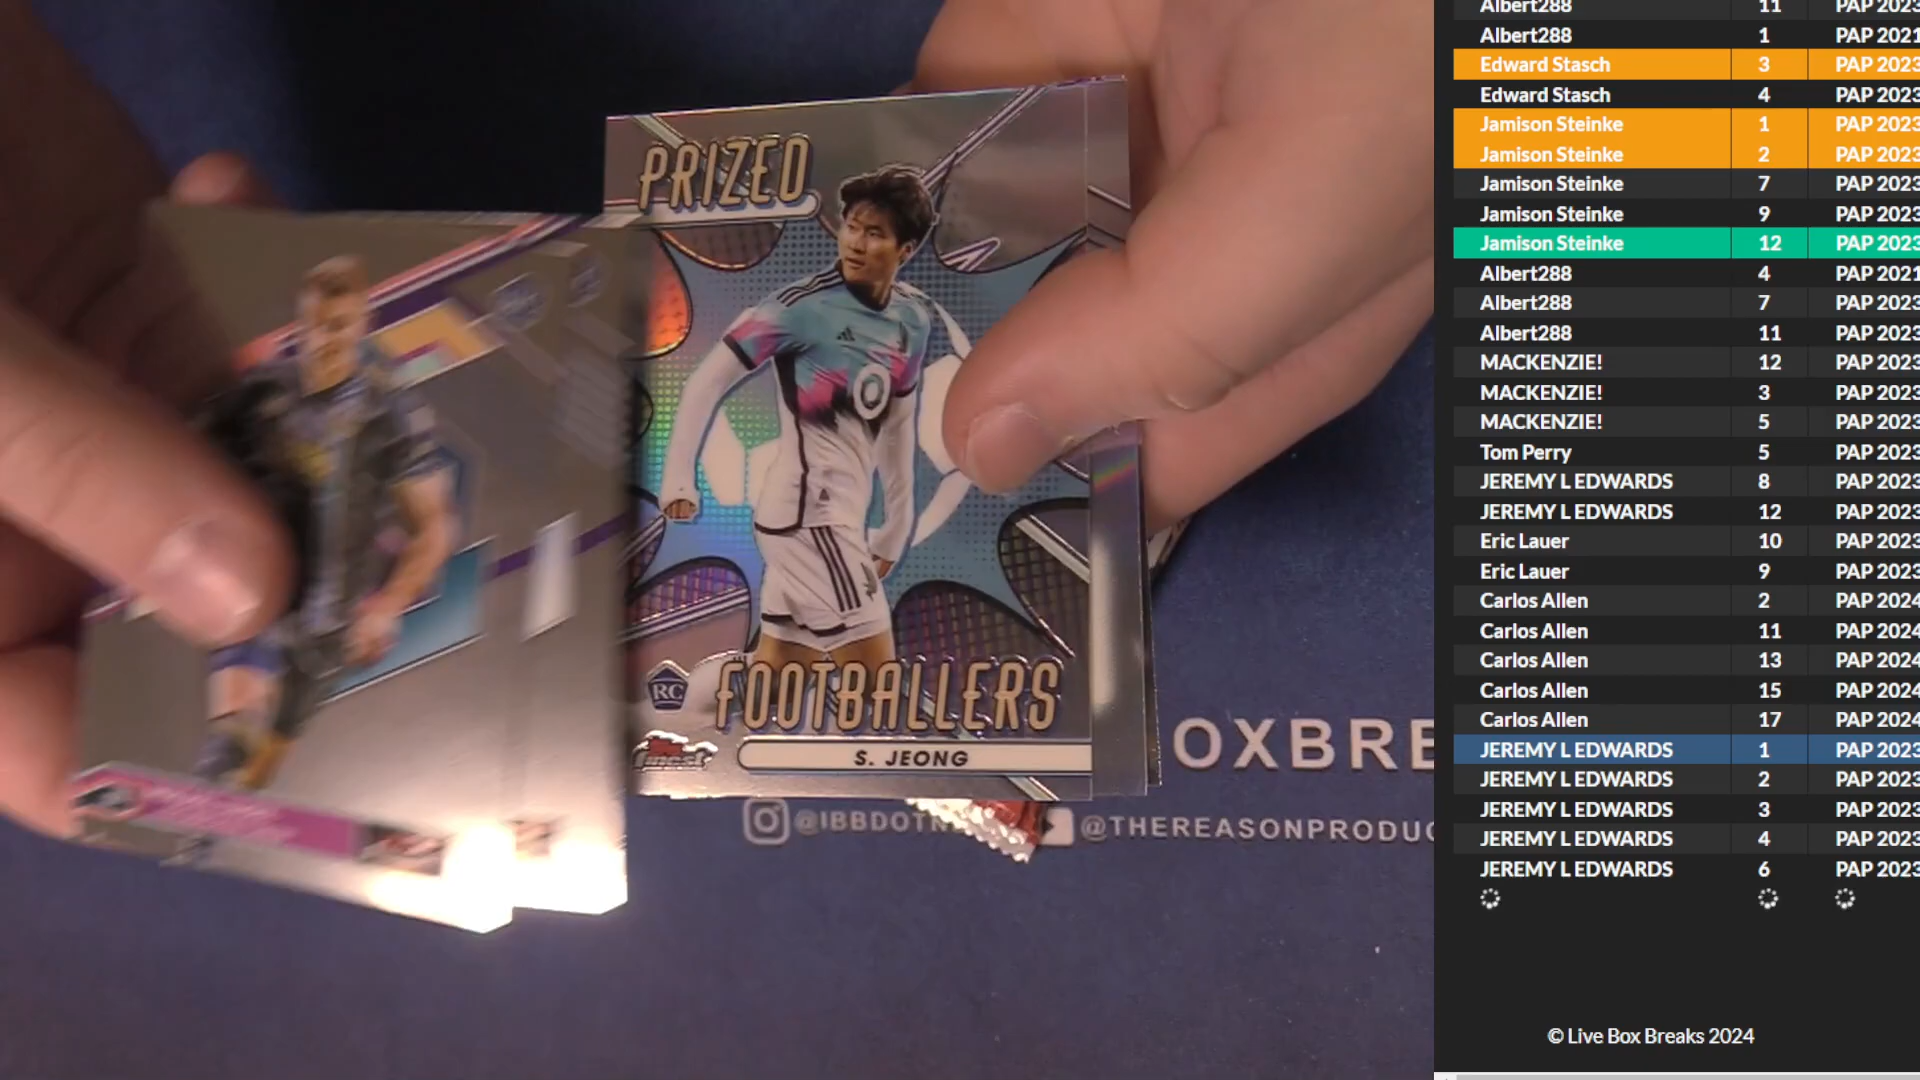 PRIZED
RC
FOOTBALLERS
Finest
S. JEONG
OXBRE
@THEREASONPRODUC
Albert288 11 PAP 2023
Albert288 1 PAP 2021
Edward Stasch 3 PAP 2023
Edward Stasch 4 PAP 2023
Jamison Steinke 1 PAP 2023
Jamison Steinke 2 PAP 2023
Jamison Steinke 7 PAP 2023
Jamison Steinke 9 PAP 2023
Jamison Steinke 12 PAP 2023
Albert288 4 PAP 2021
Albert288 7 PAP 2023
Albert288 11 PAP 2023
MACKENZIE! 12 PAP 2023
MACKENZIE! 3 PAP 2023
MACKENZIE! 5 PAP 2023
Tom Perry 5 PAP 2023
JEREMY L EDWARDS 8 PAP 2023
JEREMY L EDWARDS 12 PAP 2023
Eric Lauer 10 PAP 2023
Eric Lauer 9 PAP 2023
Carlos Allen 2 PAP 2024
Carlos Allen 11 PAP 2024
Carlos Allen 13 PAP 2024
Carlos Allen 15 PAP 2024
Carlos Allen 17 PAP 2024
JEREMY L EDWARDS 1 PAP 2023
JEREMY L EDWARDS 2 PAP 2023
JEREMY L EDWARDS 3 PAP 2023
JEREMY L EDWARDS 4 PAP 2023
JEREMY L EDWARDS 6 PAP 2023
© Live Box Breaks 2024